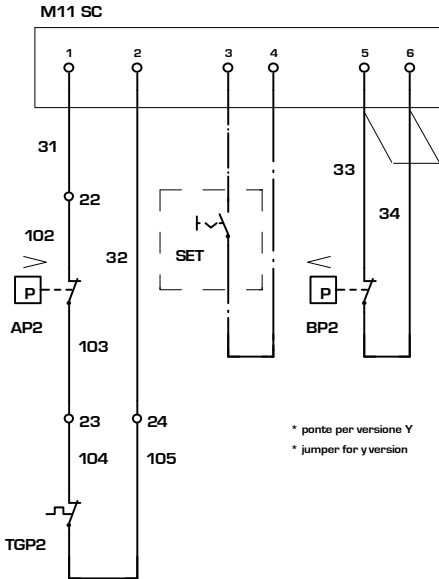 M11 SC
1 2 3 4 5 6
31
33
22
34
102
32
SET
>
<
P
P
AP2
BP2
103
23 24
* ponte per versione Y
* jumper for y version
104 105
TGP2